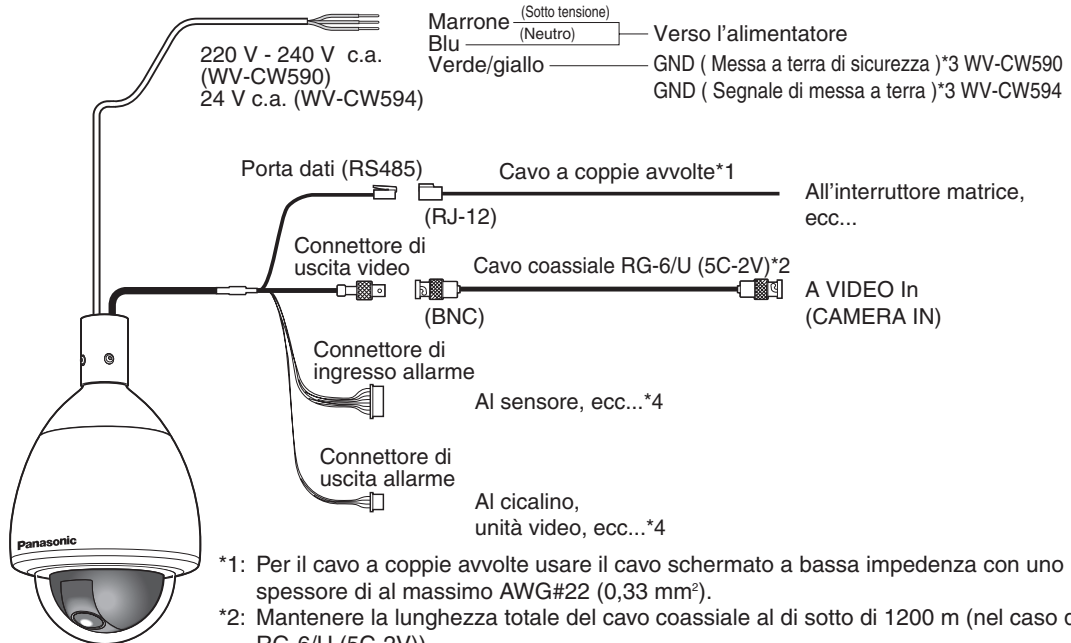 Marrone (Sotto tensione)
Blu (Neutro)
Verso l'alimentatore
Verde/giallo
GND ( Messa a terra di sicurezza )*3 WV-CW590
GND ( Segnale di messa a terra )*3 WV-CW594
220 V - 240 V c.a.
(WV-CW590)
24 V c.a. (WV-CW594)
Porta dati (RS485)
Cavo a coppie avvolte*1
(RJ-12)
All'interruttore matrice,
ecc...
Connettore di
uscita video
Cavo coassiale RG-6/U (5C-2V)*2
(BNC)
A VIDEO In
(CAMERA IN)
Connettore di
ingresso allarme
Al sensore, ecc...*4
Connettore di
uscita allarme
Al cicalino,
unità video, ecc...*4
Panasonic
*1: Per il cavo a coppie avvolte usare il cavo schermato a bassa impedenza con uno
spessore di al massimo AWG#22 (0,33 mm²).
*2: Mantenere la lunghezza totale del cavo coassiale al di sotto di 1200 m (nel caso
RG-6/U (5C-2V))